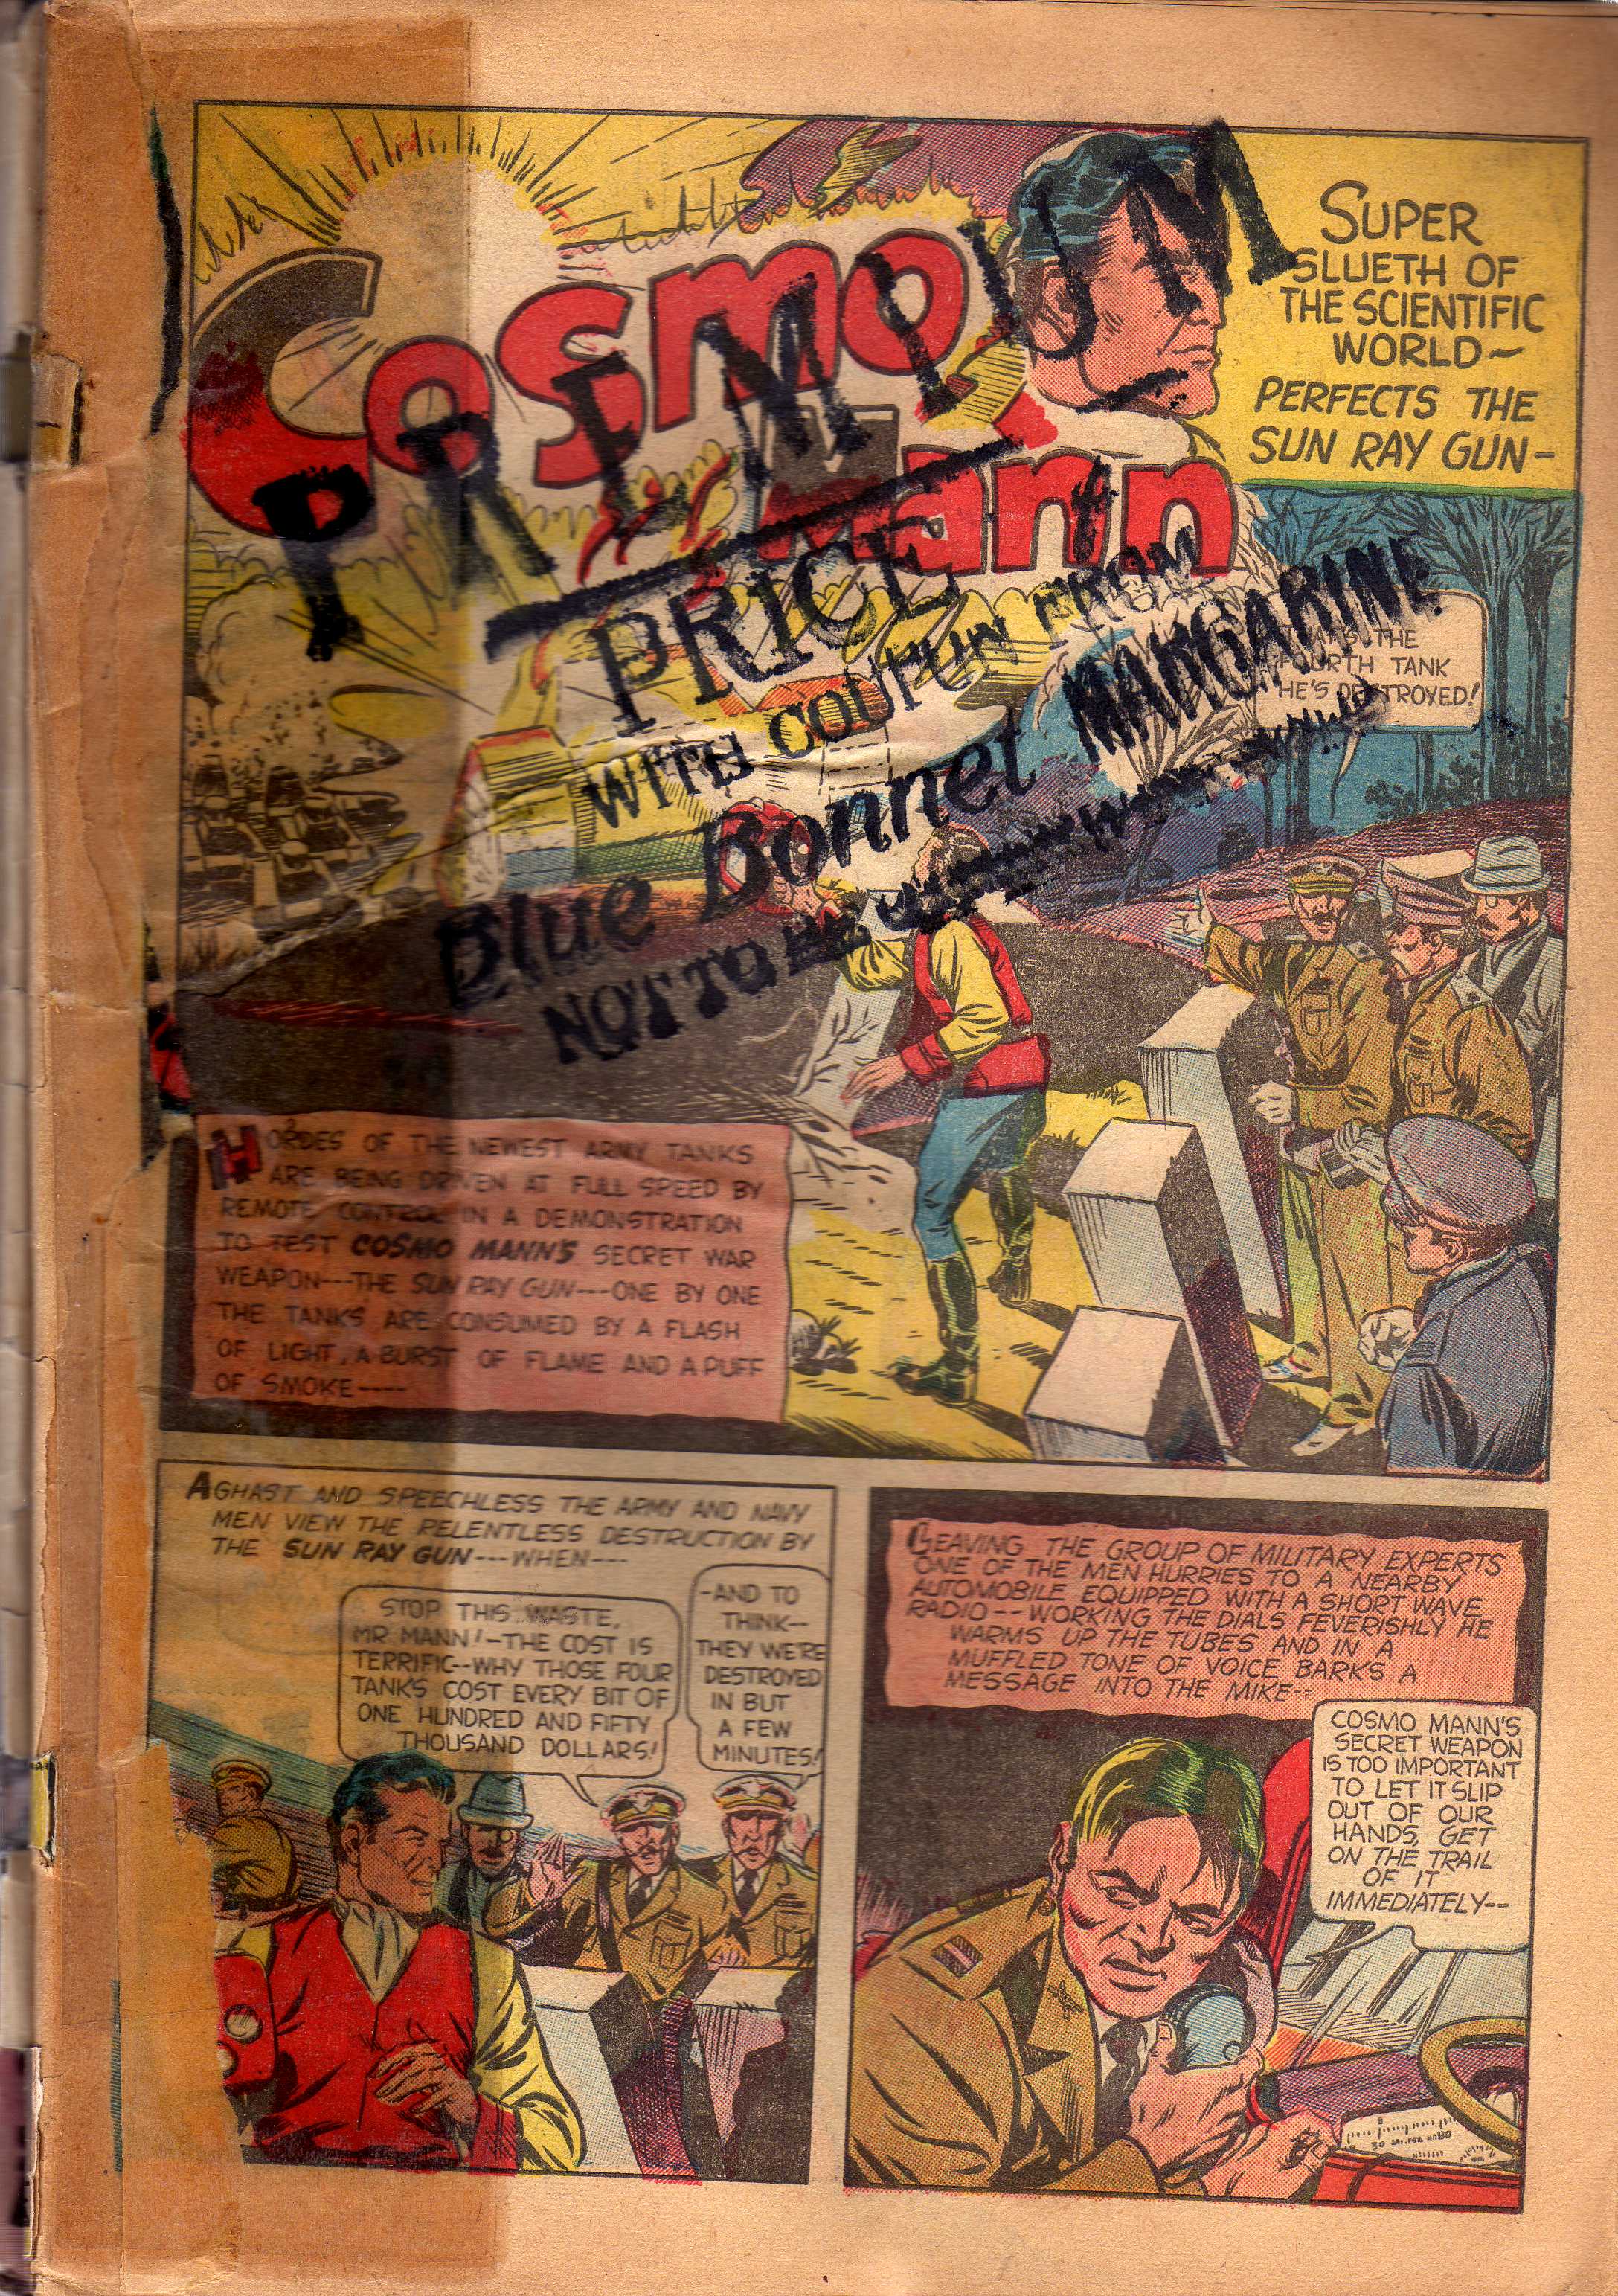 Cosmo
Mann
SUPER
SLUETH OF
THE SCIENTIFIC
WORLD~
PERFECTS THE
SUN RAY GUN-
PREMIUM
PRICE
WITH COUPUN FROM
Blue Bonnet MARGARINE
NOT TO BE
THAT'S THE
FOURTH TANK
HE'S DESTROYED!
HORDES OF THE NEWEST ARMY TANKS
ARE BEING DRIVEN AT FULL SPEED BY
REMOTE CONTROL IN A DEMONSTRATION
TO TEST COSMO MANN'S SECRET WAR
WEAPON---THE SUN RAY GUN---ONE BY ONE
THE TANKS ARE CONSUMED BY A FLASH
OF LIGHT, A BURST OF FLAME AND A PUFF
OF SMOKE----
AGHAST AND SPEECHLESS THE ARMY AND NAVY
MEN VIEW THE RELENTLESS DESTRUCTION BY
THE SUN RAY GUN---WHEN---
STOP THIS WASTE,
MR MANN!-THE COST IS
TERRIFIC--WHY THOSE FOUR
TANKS COST EVERY BIT OF
ONE HUNDRED AND FIFTY
THOUSAND DOLLARS!
-AND TO
THINK--
THEY WE'RE
DESTROYED
IN BUT
A FEW
MINUTES!
LEAVING THE GROUP OF MILITARY EXPERTS
ONE OF THE MEN HURRIES TO A NEARBY
AUTOMOBILE EQUIPPED WITH A SHORT WAVE
RADIO--WORKING THE DIALS FEVERISHLY HE
WARMS UP THE TUBES AND IN A
MUFFLED TONE OF VOICE BARKS A
MESSAGE INTO THE MIKE--
COSMO MANN'S
SECRET WEAPON
IS TOO IMPORTANT
TO LET IT SLIP
OUT OF OUR
HANDS, GET
ON THE TRAIL
OF IT
IMMEDIATELY--